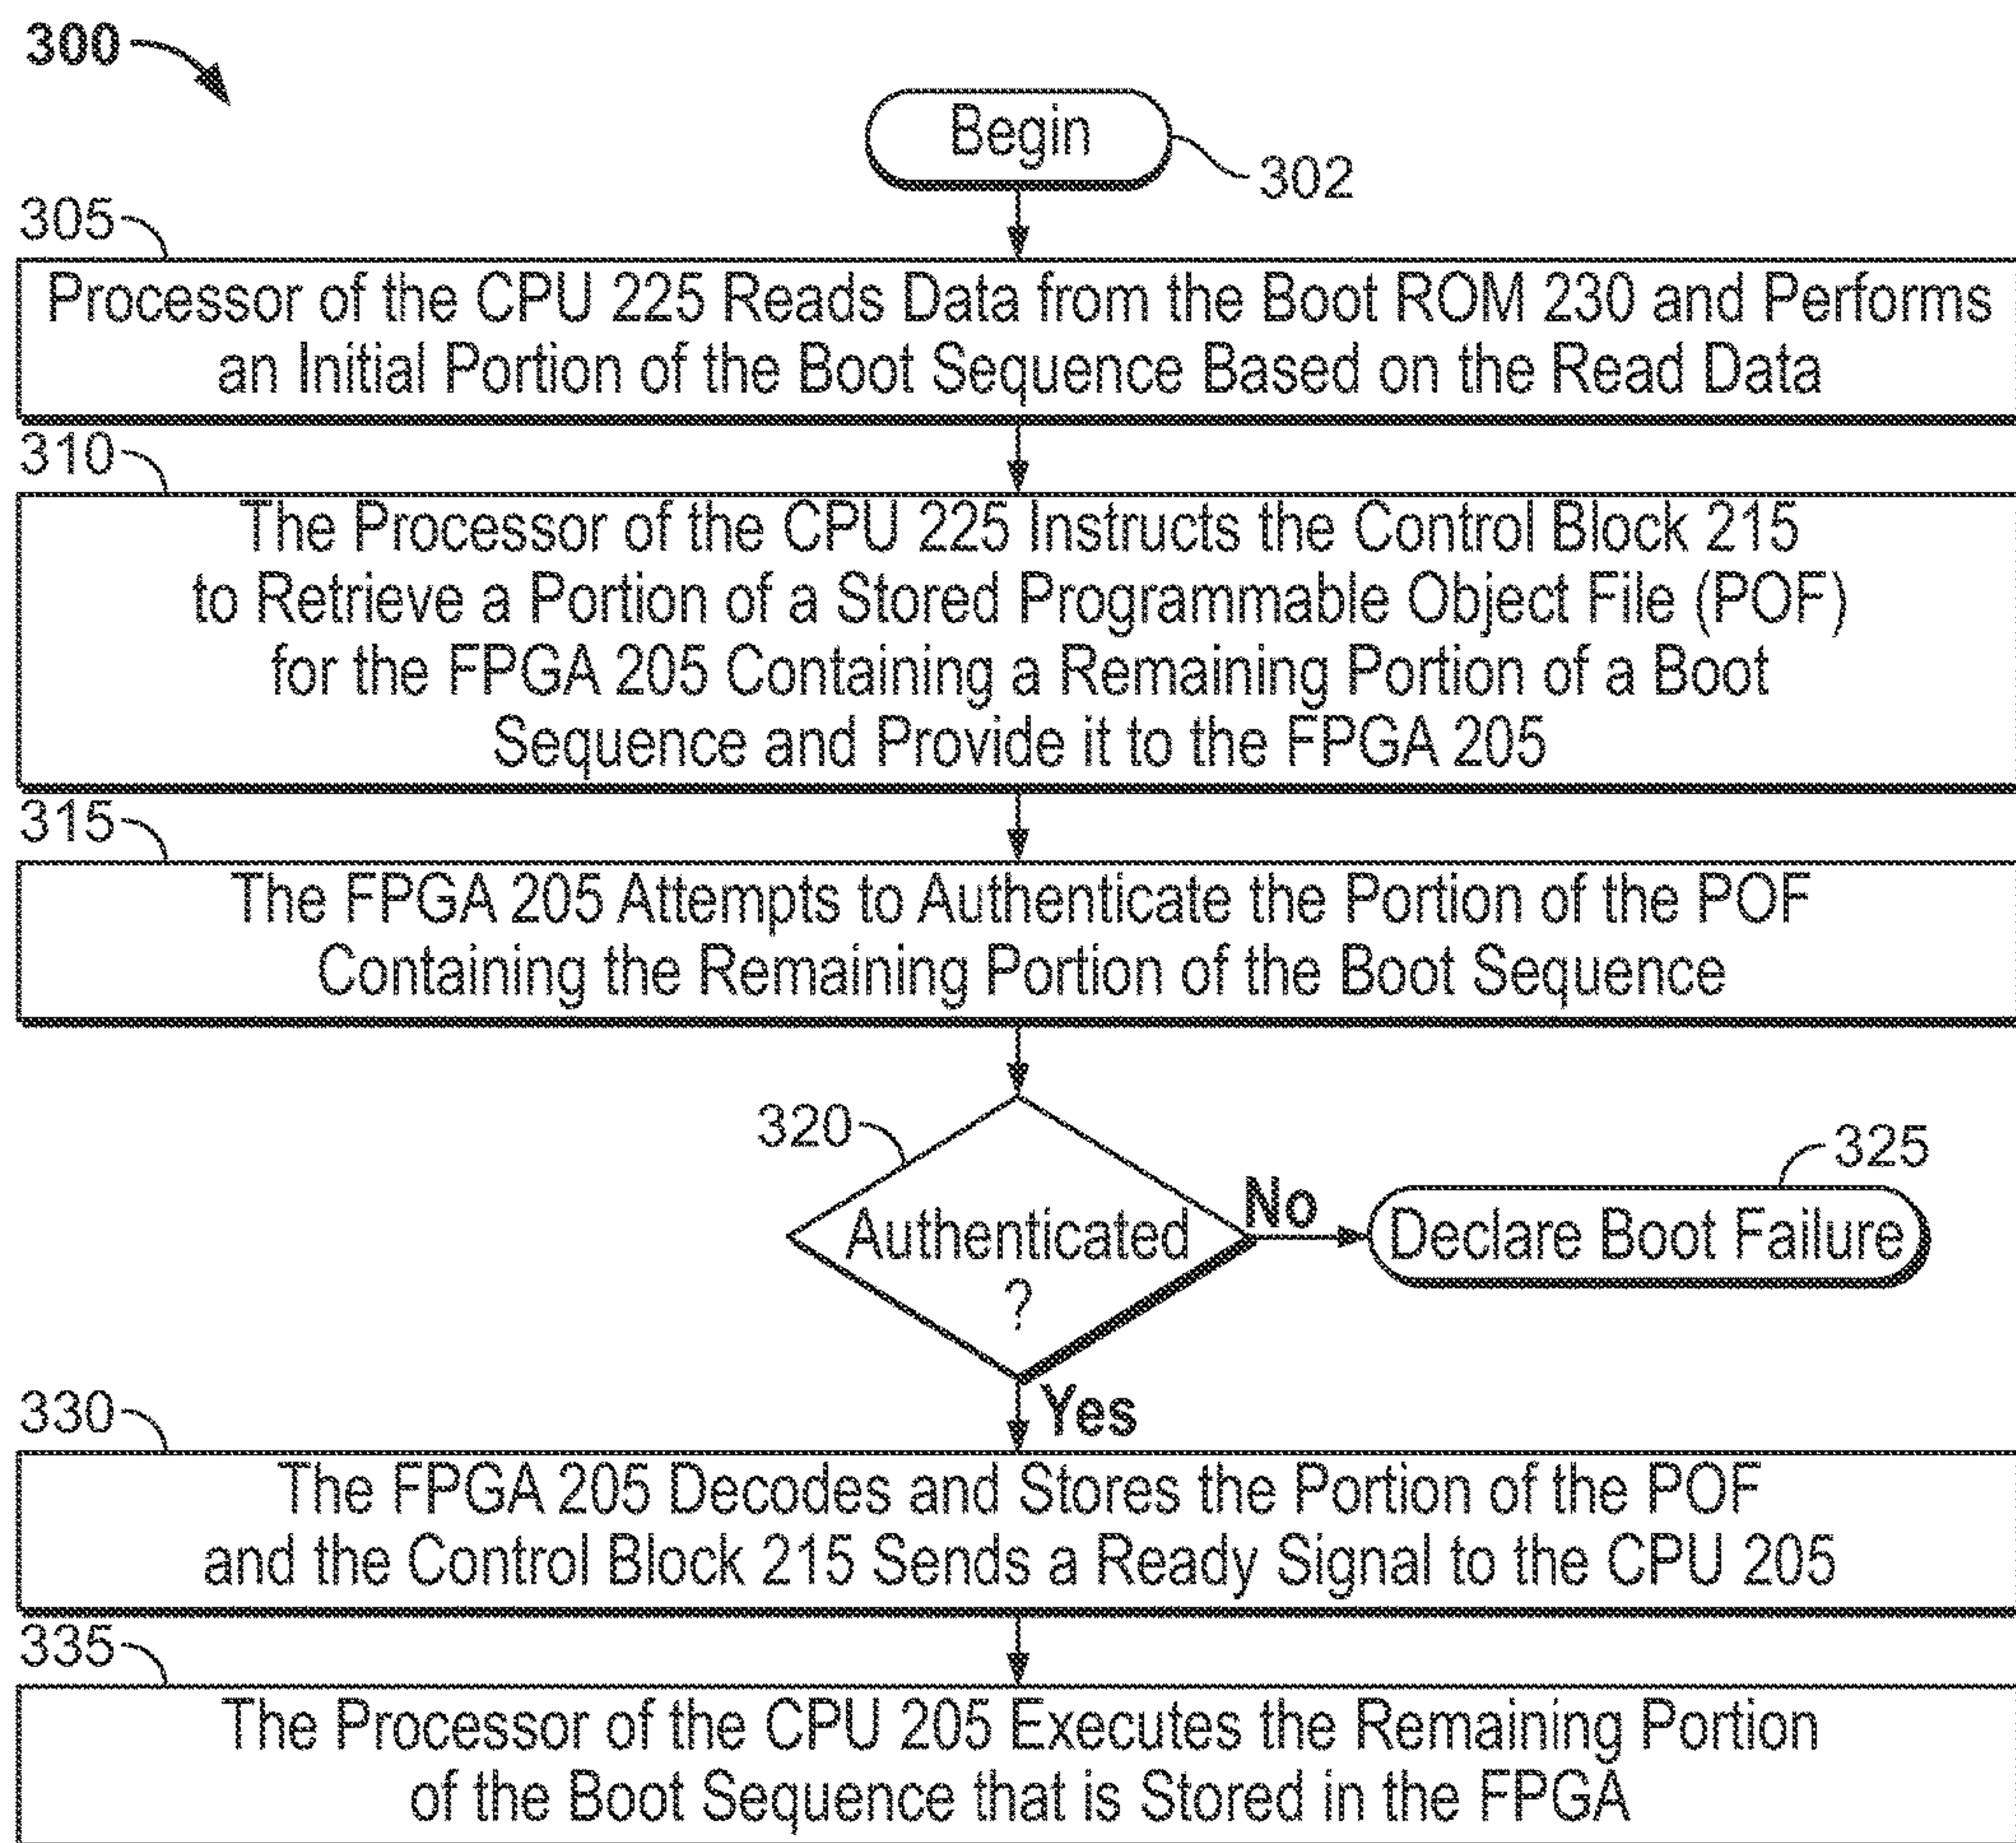 300
Begin
302
305
Processor of the CPU 225 Reads Data from the Boot ROM 230 and Performs
an Initial Portion of the Boot Sequence Based on the Read Data
310
The Processor of the CPU 225 Instructs the Control Block 215
to Retrieve a Portion of a Stored Programmable Object File (POF)
for the FPGA 205 Containing a Remaining Portion of a Boot
Sequence and Provide it to the FPGA 205
315
The FPGA 205 Attempts to Authenticate the Portion of the POF
Containing the Remaining Portion of the Boot Sequence
320
Authenticated
?
No
325
Declare Boot Failure
Yes
330
The FPGA 205 Decodes and Stores the Portion of the POF
and the Control Block 215 Sends a Ready Signal to the CPU 205
335
The Processor of the CPU 205 Executes the Remaining Portion
of the Boot Sequence that is Stored in the FPGA